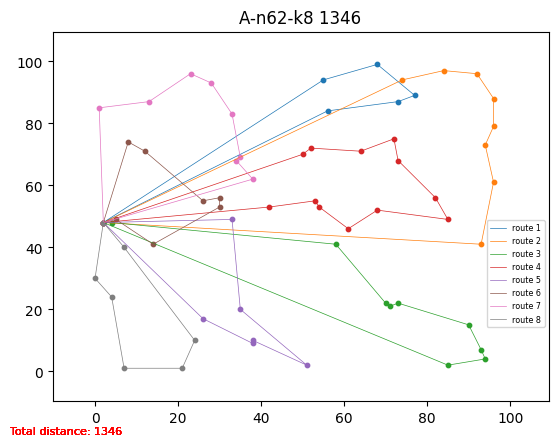 A-n62-k8 1346
100
80
60
40
20
0
0 20 40 60 80 100
route 1
route 2
route 3
route 4
route 5
route 6
route 7
route 8
Total distance: 1346